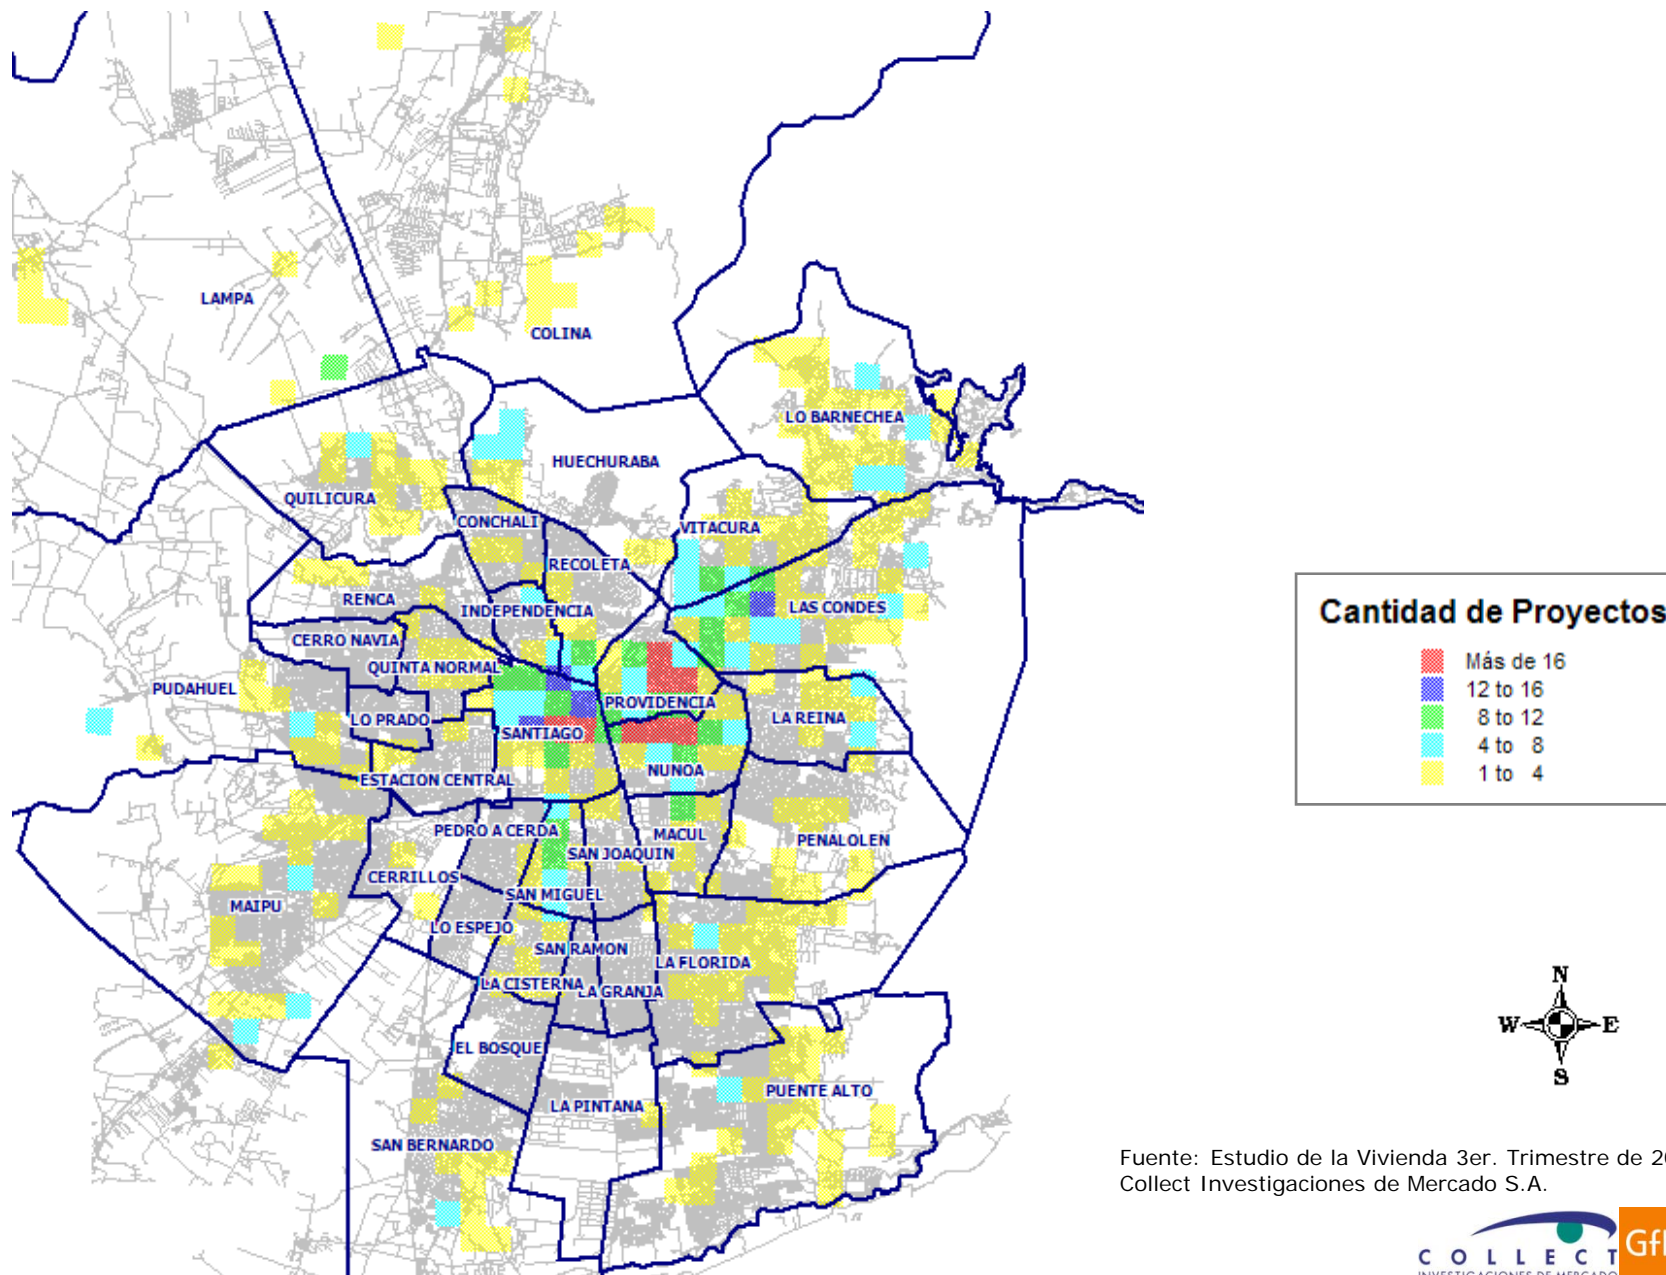 LAMPA
COLINA
LO BARNECHEA
HUECHURABA
QUILICURA
CONCHALI
VITACURA
RECOLETA
RENCA
INDEPENDENCIA
LAS CONDES
CERRO NAVIA
QUINTA NORMAL
PUDAHUEL
PROVIDENCIA
LO PRADO
LA REINA
SANTIAGO
NUNOA
ESTACION CENTRAL
PEDRO A CERDA
MACUL
PENALOLEN
SAN JOAQUIN
CERRILLOS
SAN MIGUEL
MAIPU
LO ESPEJO
SAN RAMON
LA FLORIDA
LA CISTERNA
LA GRANJA
EL BOSQUE
PUENTE ALTO
LA PINTANA
SAN BERNARDO
Cantidad de Proyectos
Más de 16
12 to 16
8 to 12
4 to 8
1 to 4
N
W E
S
Fuente: Estudio de la Vivienda 3er. Trimestre de
Collect Investigaciones de Mercado S.A.
COLLECT
INVESTIGACIONES DE MERCADO